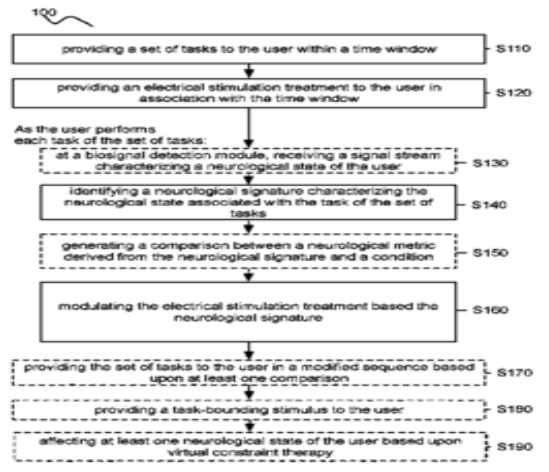 100
providing a set of tasks to the user within a time window
S110
providing an electrical stimulation treatment to the user in
association with the time window
S120
As the user performs
each task of the set of tasks:
at a biosignal detection module, receiving a signal stream
characterizing a neurological state of the user
S130
identifying a neurological signature characterizing the
neurological state associated with the task of the set of
tasks
S140
generating a comparison between a neurological metric
derived from the neurological signature and a condition
S150
modulating the electrical stimulation treatment based the
neurological signature
S160
providing the set of tasks to the user in a modified sequence based
upon at least one comparison
S170
providing a task-bounding stimulus to the user
S180
affecting at least one neurological state of the user based upon
virtual constraint therapy
S190